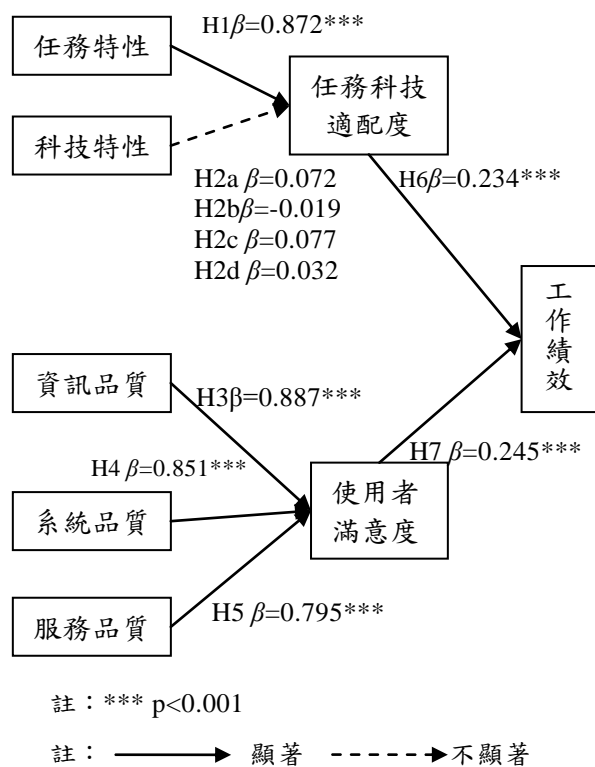 任務特性
H1β=0.872***
任務科技
適配度
科技特性
H2a β=0.072
H2bβ=-0.019
H2c β=0.077
H2d β=0.032
H6β=0.234***
工作績效
資訊品質
H3β=0.887***
H4 β=0.851***
H7 β=0.245***
使用者
滿意度
系統品質
服務品質
H5 β=0.795***
註：*** p<0.001
註： 顯著 不顯著